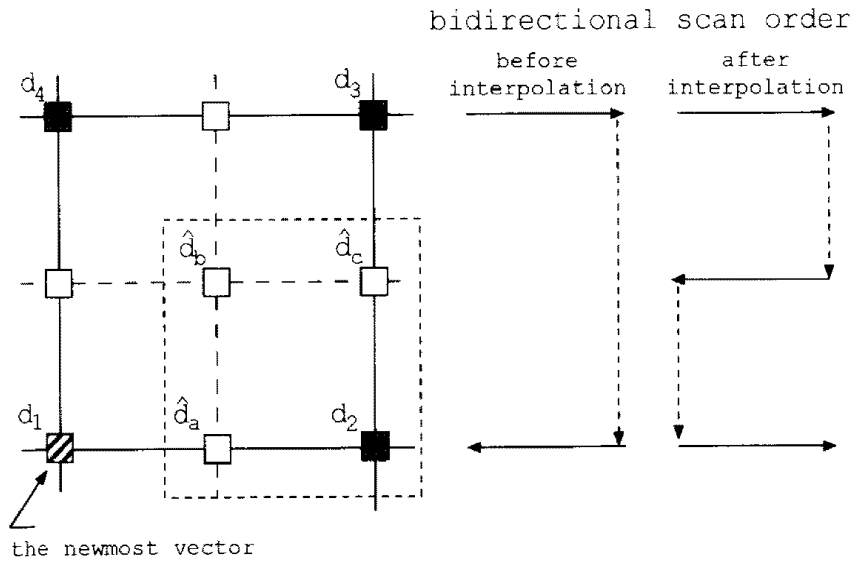 bidirectional scan order
before interpolation
after interpolation
d4
d3
d̂b
d̂c
d1
d̂a
d2
the newmost vector